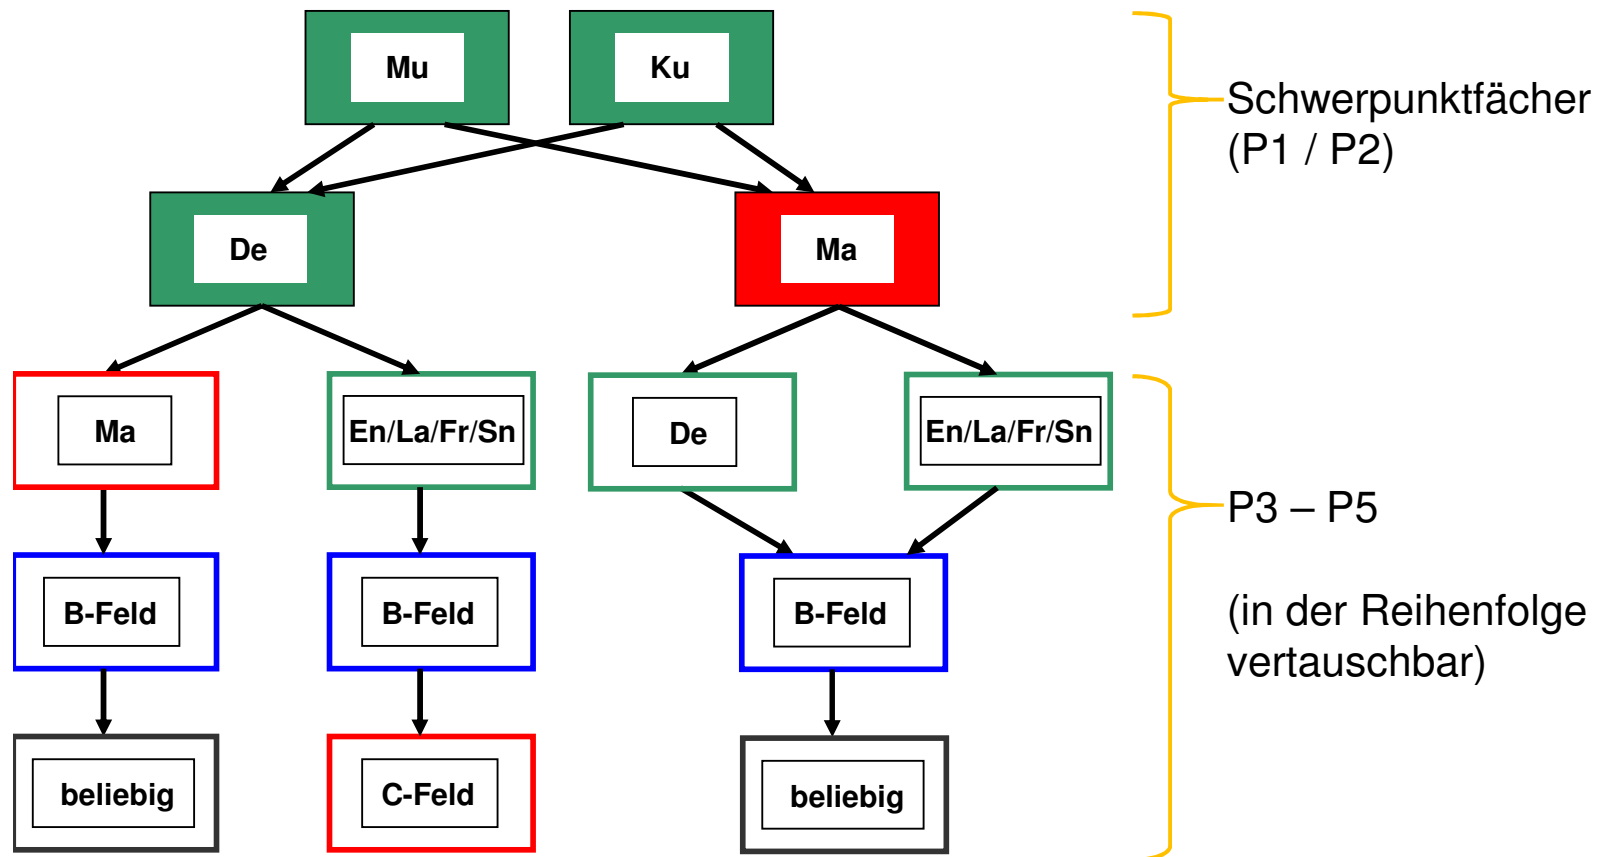 Mu
Ku
Schwerpunktfächer
(P1 / P2)
De
Ma
Ma
En/La/Fr/Sn
De
En/La/Fr/Sn
P3 – P5
B-Feld
B-Feld
B-Feld
(in der Reihenfolge
vertauschbar)
beliebig
C-Feld
beliebig